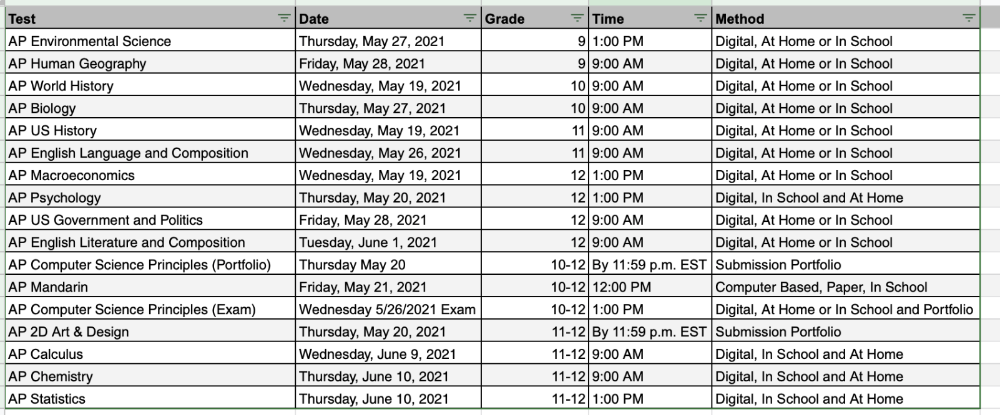 Test Date Grade Time Method
AP Environmental Science Thursday, May 27, 2021 9 1:00 PM Digital, At Home or In School
AP Human Geography Friday, May 28, 2021 9 9:00 AM Digital, At Home or In School
AP World History Wednesday, May 19, 2021 10 9:00 AM Digital, At Home or In School
AP Biology Thursday, May 27, 2021 10 9:00 AM Digital, At Home or In School
AP US History Wednesday, May 19, 2021 11 9:00 AM Digital, At Home or In School
AP English Language and Composition Wednesday, May 26, 2021 11 9:00 AM Digital, At Home or In School
AP Macroeconomics Wednesday, May 19, 2021 12 1:00 PM Digital, At Home or In School
AP Psychology Thursday, May 20, 2021 12 1:00 PM Digital, In School and At Home
AP US Government and Politics Friday, May 28, 2021 12 9:00 AM Digital, At Home or In School
AP English Literature and Composition Tuesday, June 1, 2021 12 9:00 AM Digital, At Home or In School
AP Computer Science Principles (Portfolio) Thursday May 20 10-12 By 11:59 p.m. EST Submission Portfolio
AP Mandarin Friday, May 21, 2021 10-12 12:00 PM Computer Based, Paper, In School
AP Computer Science Principles (Exam) Wednesday 5/26/2021 Exam 10-12 1:00 PM Digital, At Home or In School and Portfolio
AP 2D Art & Design Thursday, May 20, 2021 11-12 By 11:59 p.m. EST Submission Portfolio
AP Calculus Wednesday, June 9, 2021 11-12 9:00 AM Digital, In School and At Home
AP Chemistry Thursday, June 10, 2021 11-12 9:00 AM Digital, In School and At Home
AP Statistics Thursday, June 10, 2021 11-12 1:00 PM Digital, In School and At Home